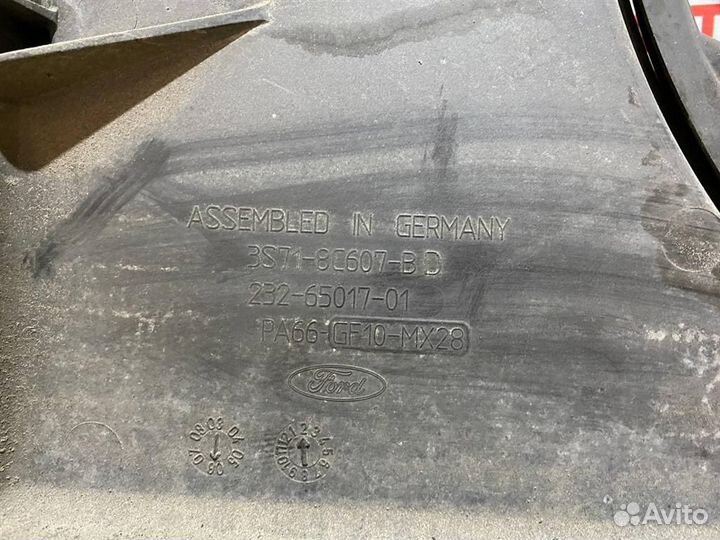 ASSEMBLED IN GERMANY
3S71-8C607-BD
232-65017-01
PA66-GF10-MX28
Ford
Avito